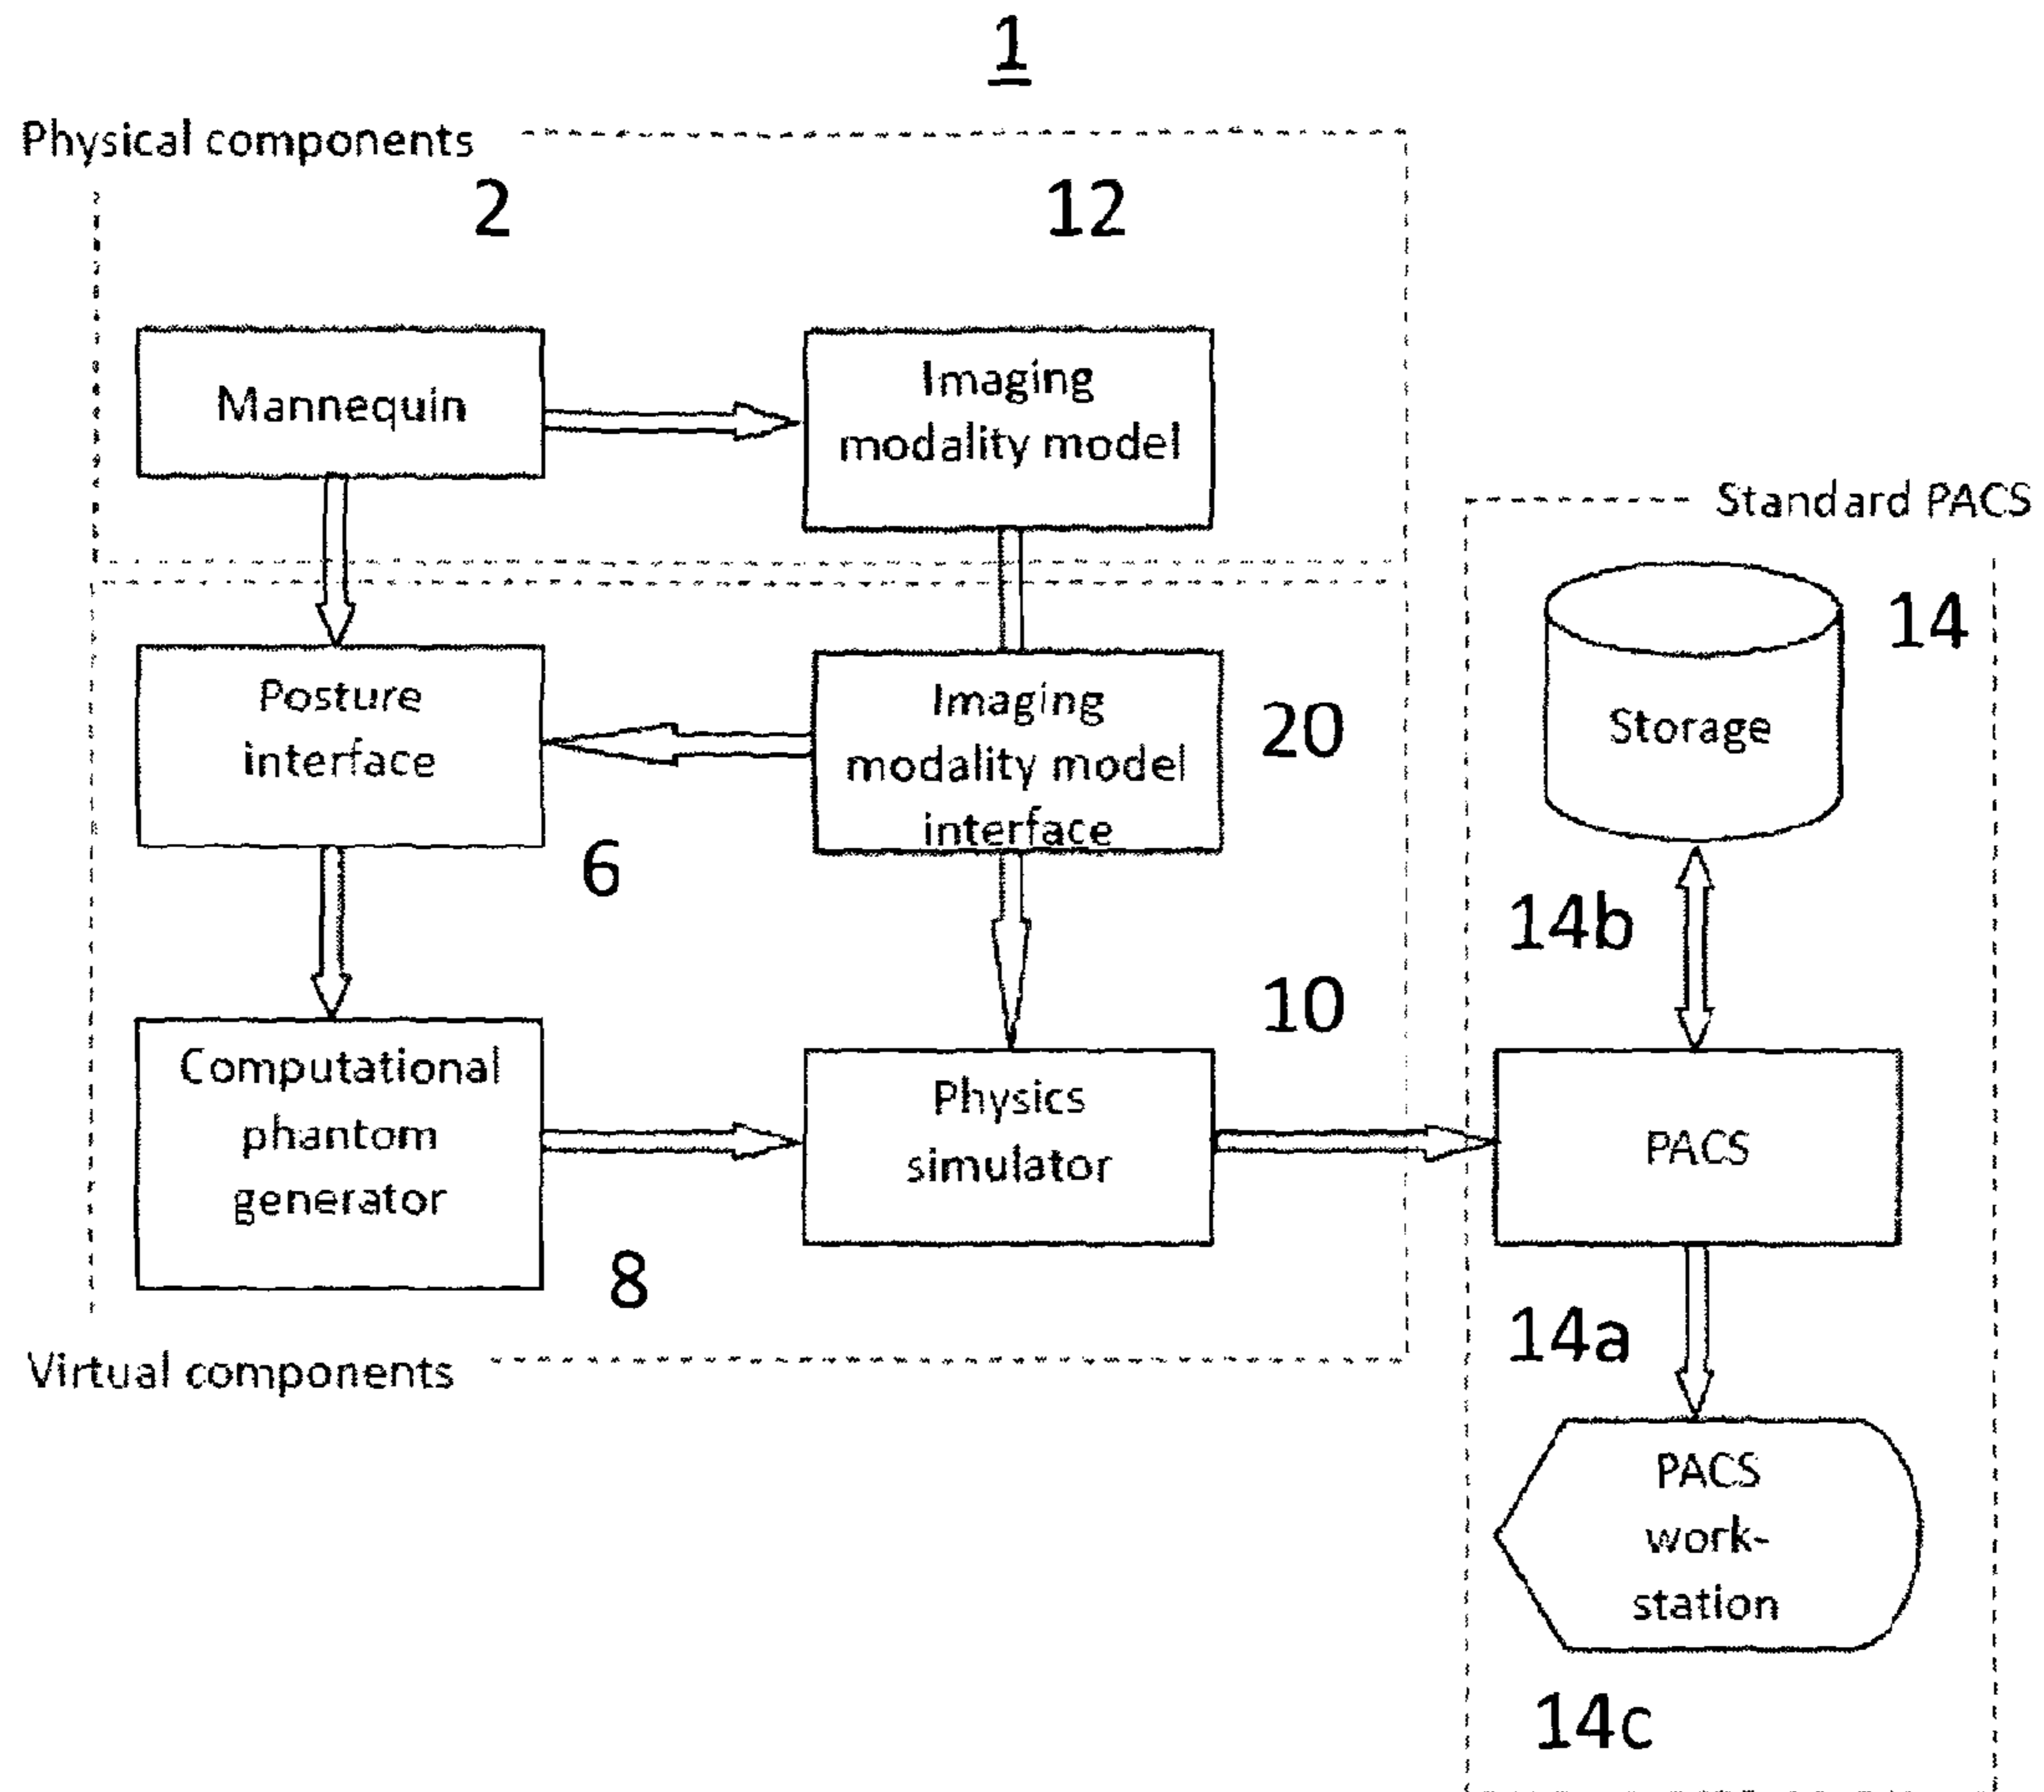 1
Physical components
2
12
Mannequin
Imaging
modality model
Standard PACS
14
Storage
Posture
interface
Imaging
modality model
interface
20
6
14b
10
Computational
phantom
generator
Physics
simulator
PACS
8
14a
Virtual components
PACS
work-
station
14c